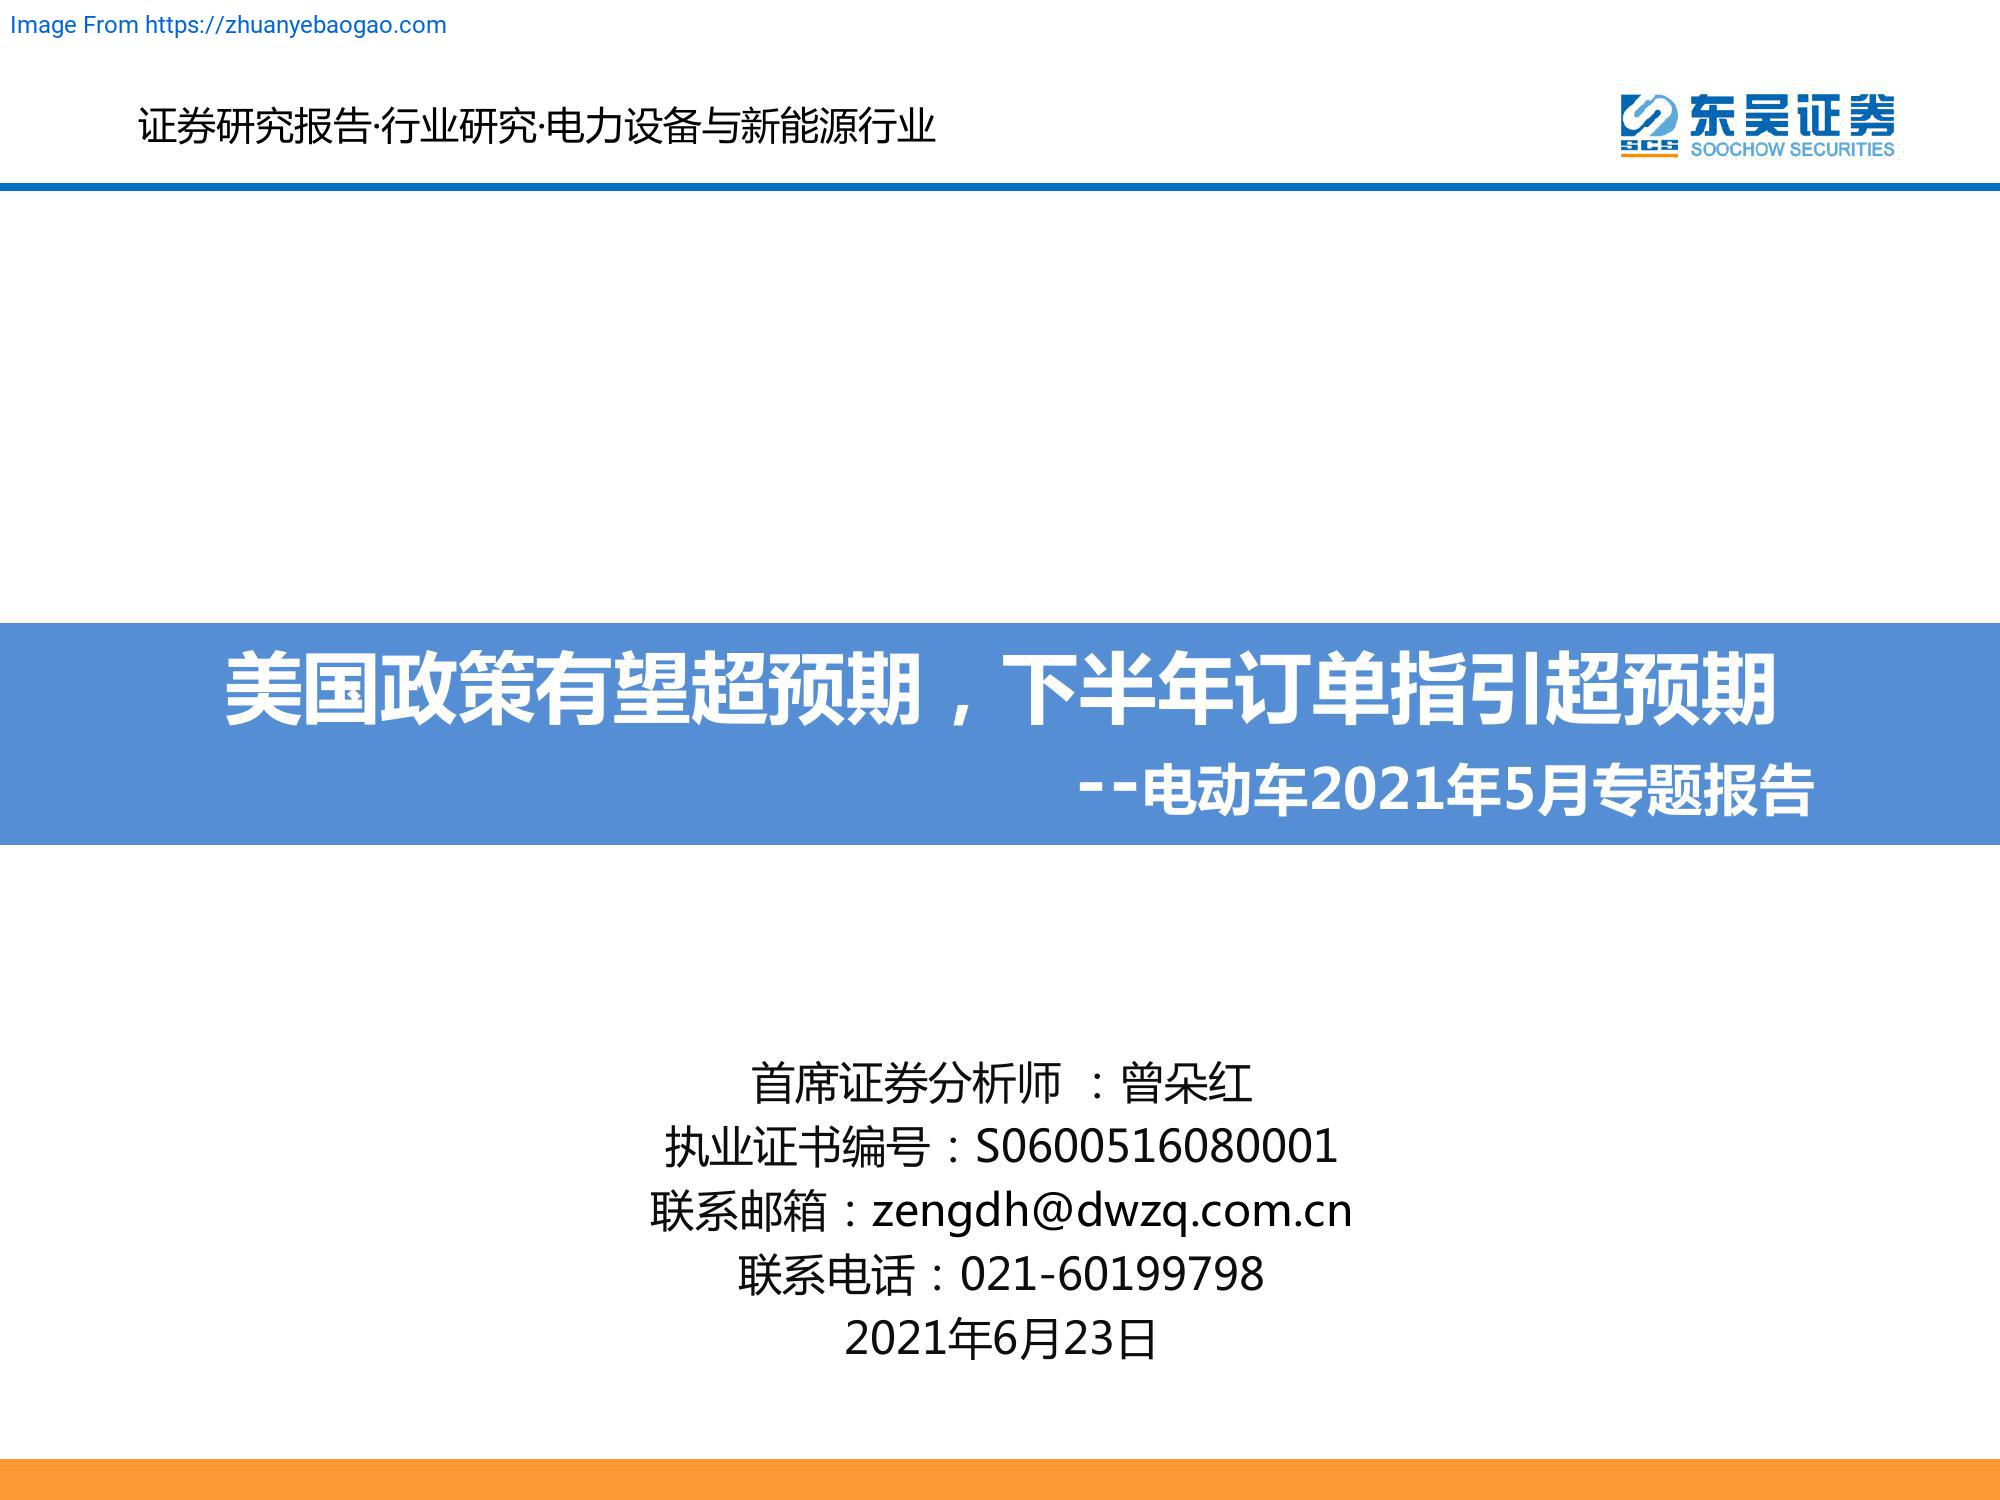 Image From https://zhuanyebaogao.com
证券研究报告·行业研究·电力设备与新能源行业
东吴证券
SCS
SOOCHOW SECURITIES
美国政策有望超预期，下半年订单指引超预期
--电动车2021年5月专题报告
首席证券分析师 ：曾朵红
执业证书编号：S0600516080001
联系邮箱：zengdh@dwzq.com.cn
联系电话：021-60199798
2021年6月23日